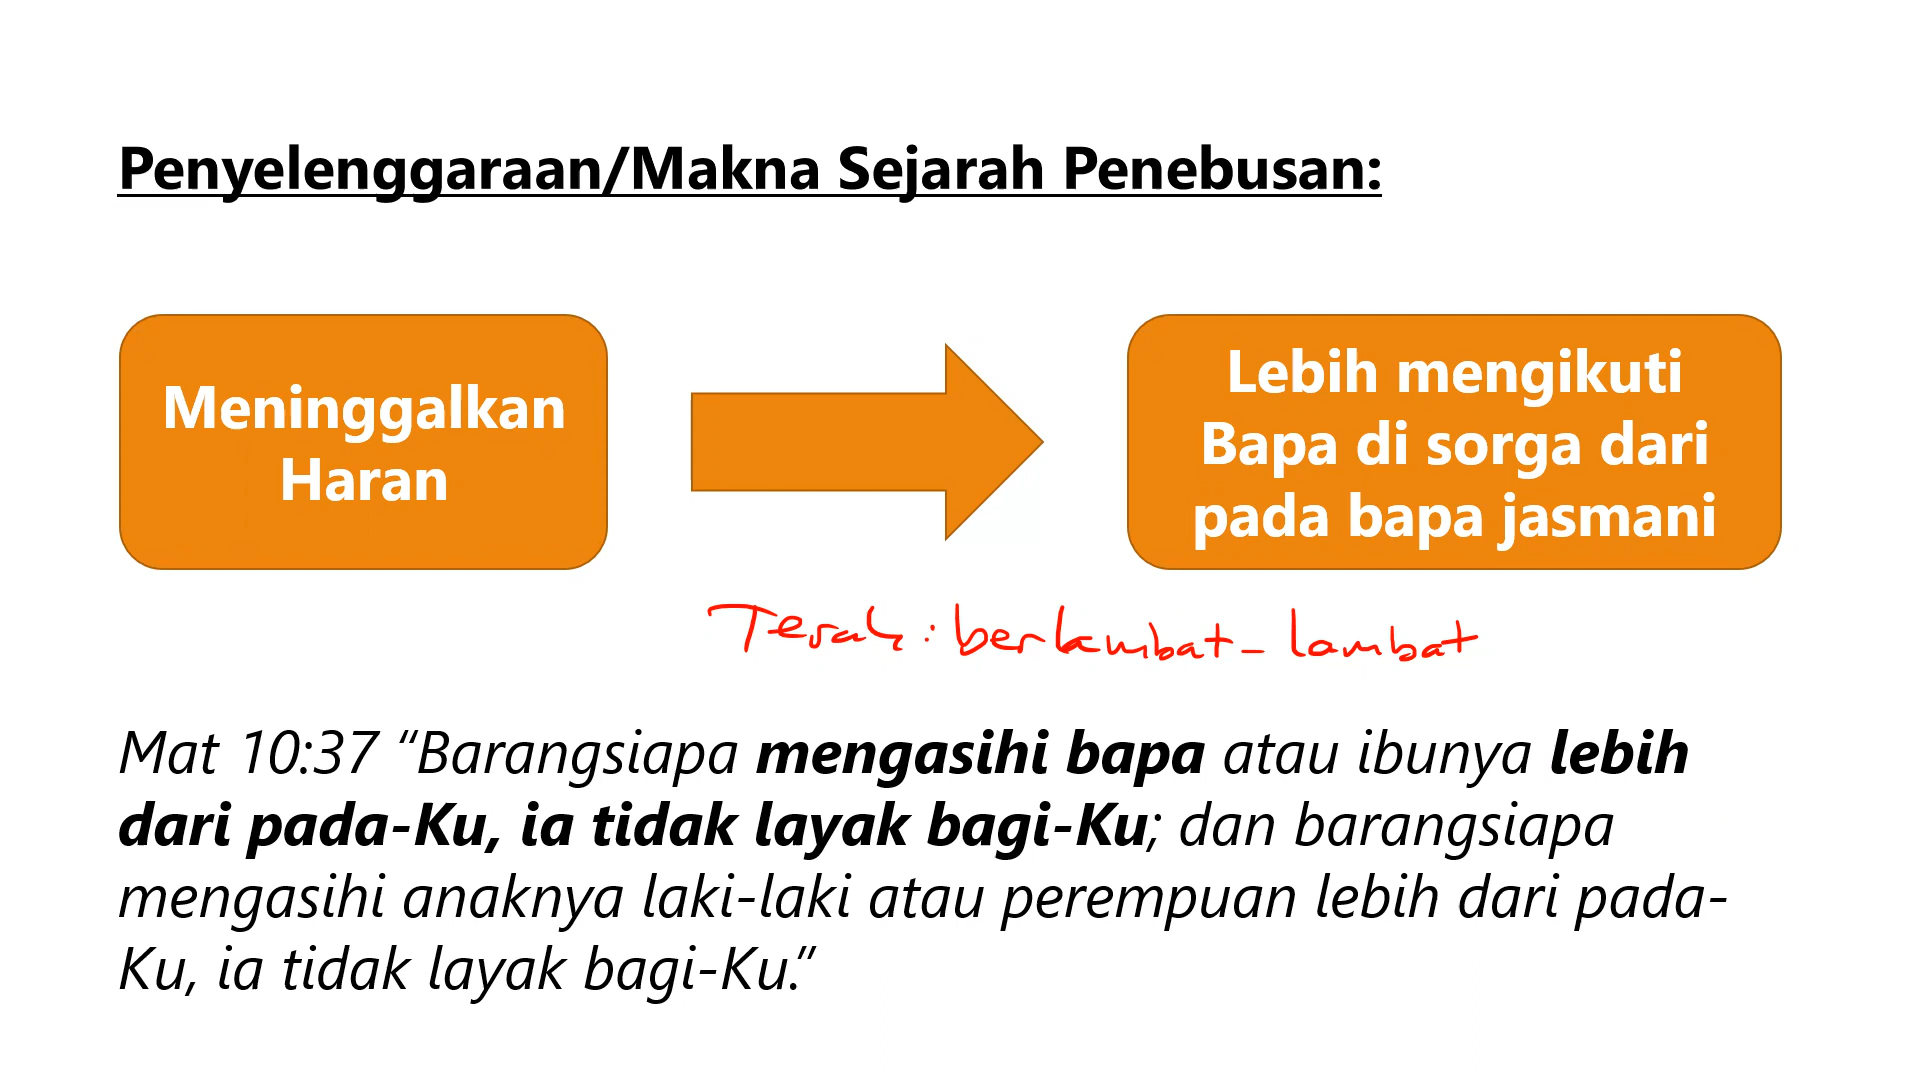 Penyelenggaraan/Makna Sejarah Penebusan:
Meninggalkan
Haran
Lebih mengikuti
Bapa di sorga dari
pada bapa jasmani
Terah : berlambat - lambat
Mat 10:37 “Barangsiapa mengasihi bapa atau ibunya lebih
dari pada-Ku, ia tidak layak bagi-Ku; dan barangsiapa
mengasihi anaknya laki-laki atau perempuan lebih dari pada-
Ku, ia tidak layak bagi-Ku.”